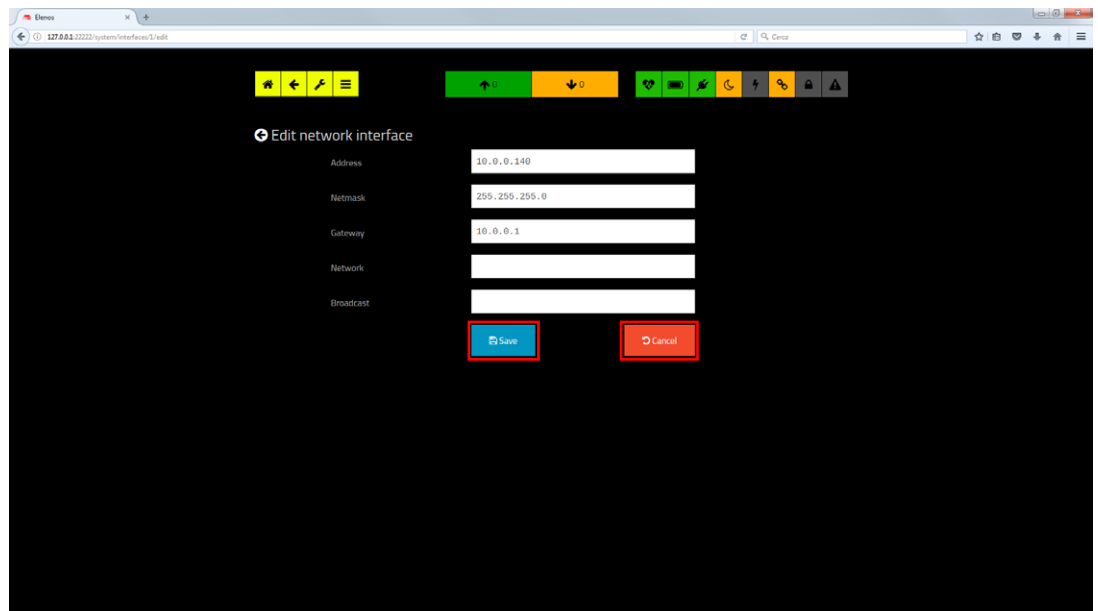 Elenos
127.0.0.1:22222/system/interfaces/1/edit
Cerca
0 0
Edit network interface
Address 10.0.0.140
Netmask 255.255.255.0
Gateway 10.0.0.1
Network
Broadcast
Save Cancel